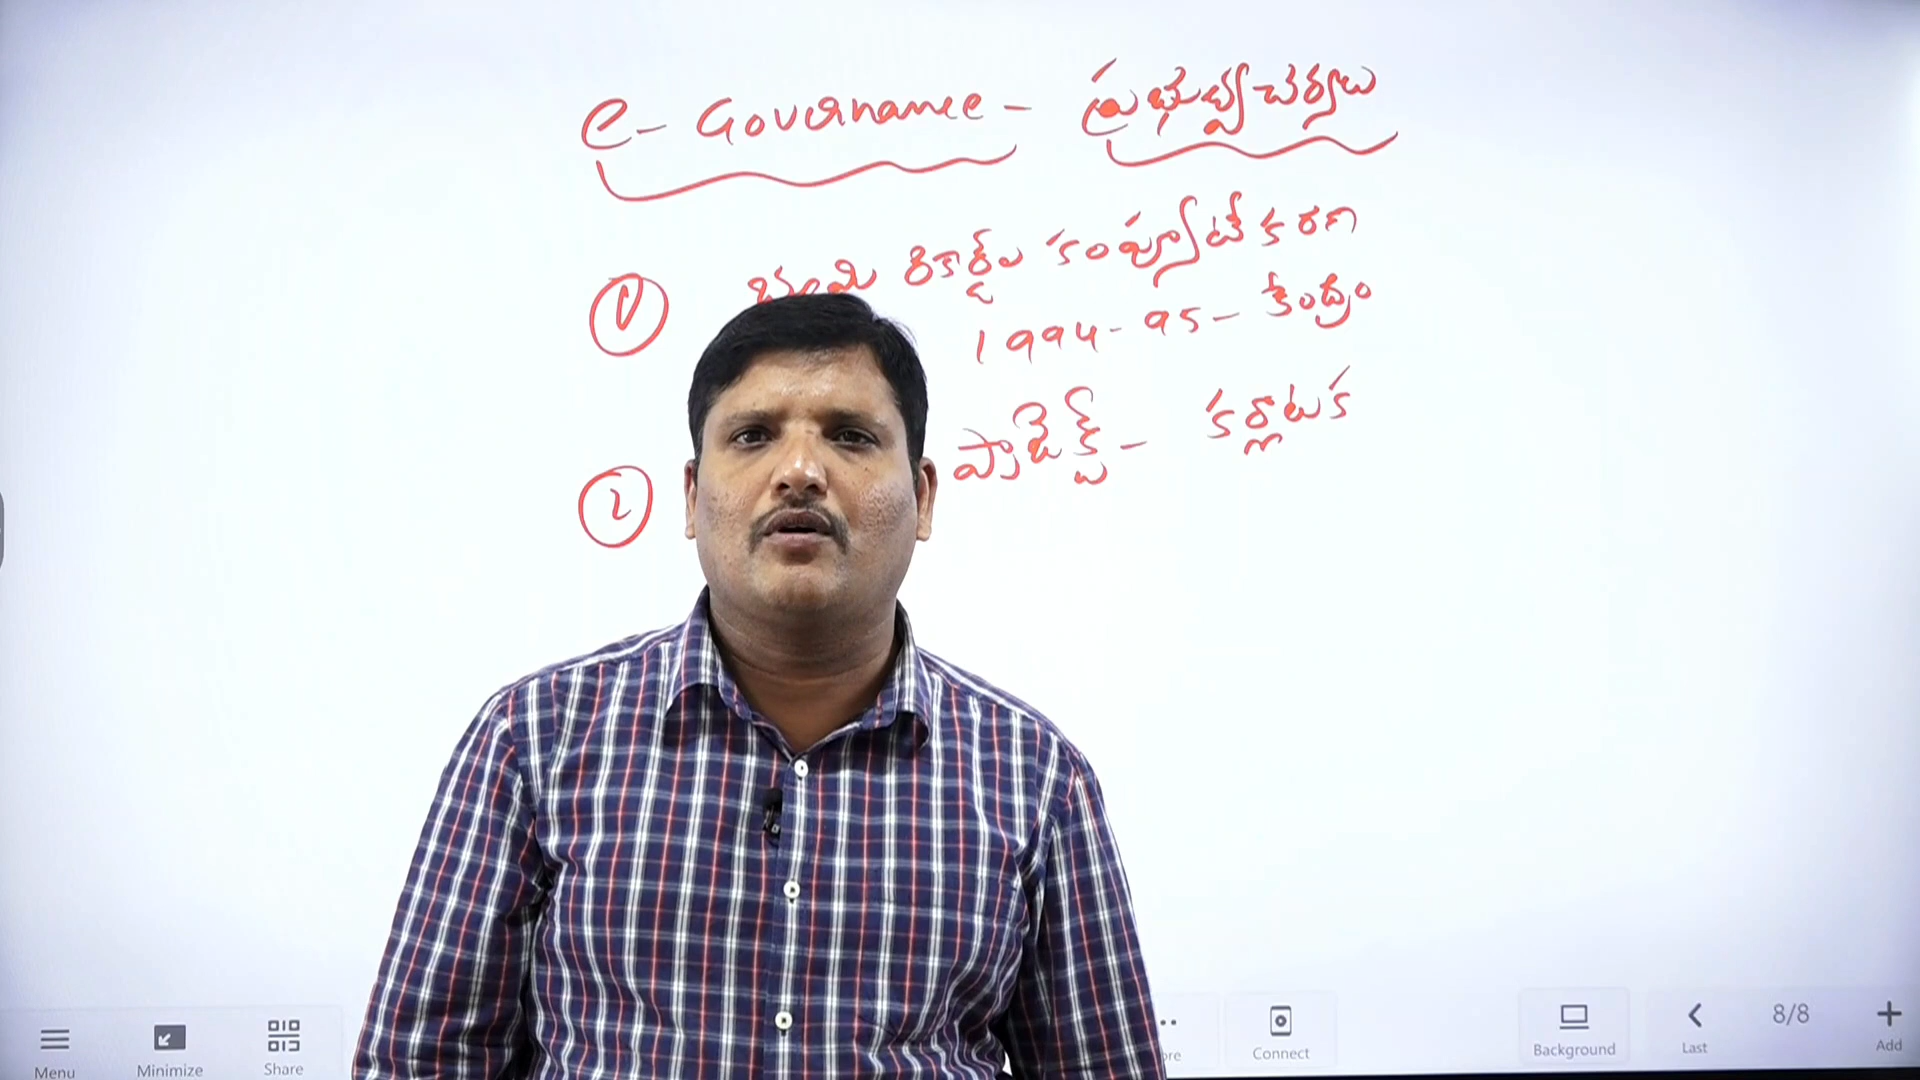 e- Governance - ప్రభుత్వ చర్యలు
1 భూమి రికార్డుల కంప్యూటీకరణ
1994-95- కేంద్రం
2 ప్రాజెక్ట్ - కర్ణాటక
Menu Minimize Share Connect Background Last 8/8 Add